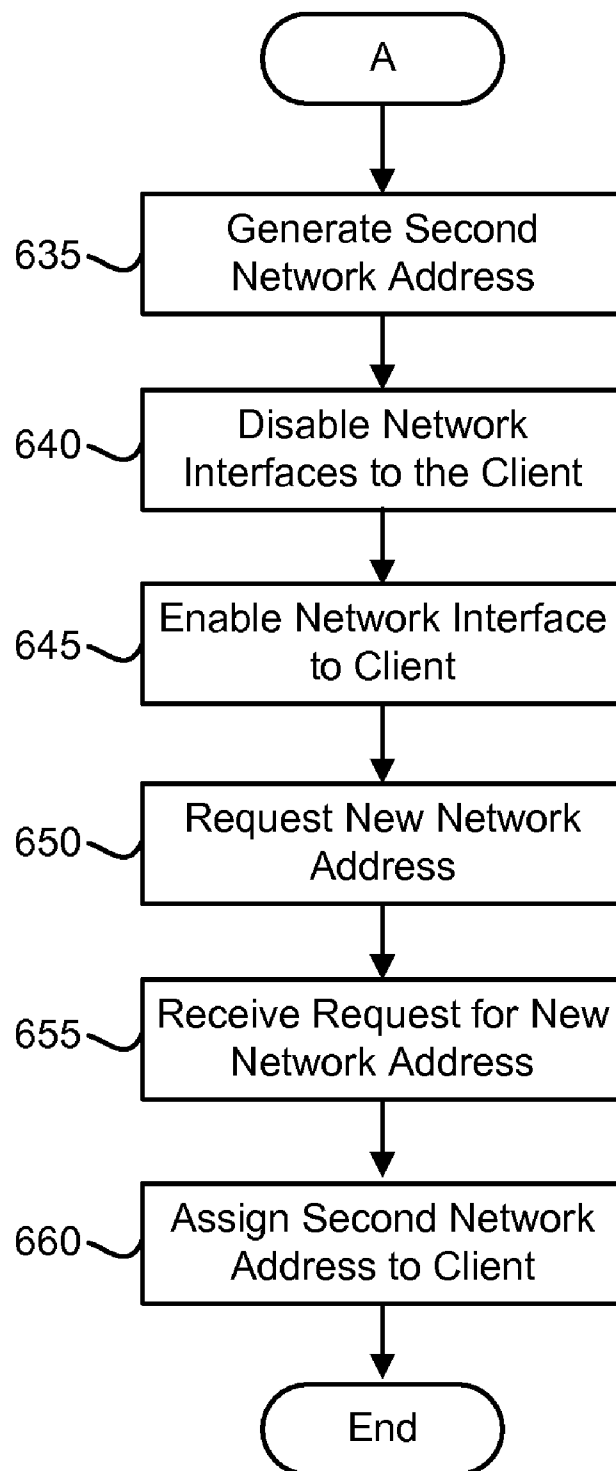 A
635
Generate Second
Network Address
640
Disable Network
Interfaces to the Client
645
Enable Network Interface
to Client
650
Request New Network
Address
655
Receive Request for New
Network Address
660
Assign Second Network
Address to Client
End